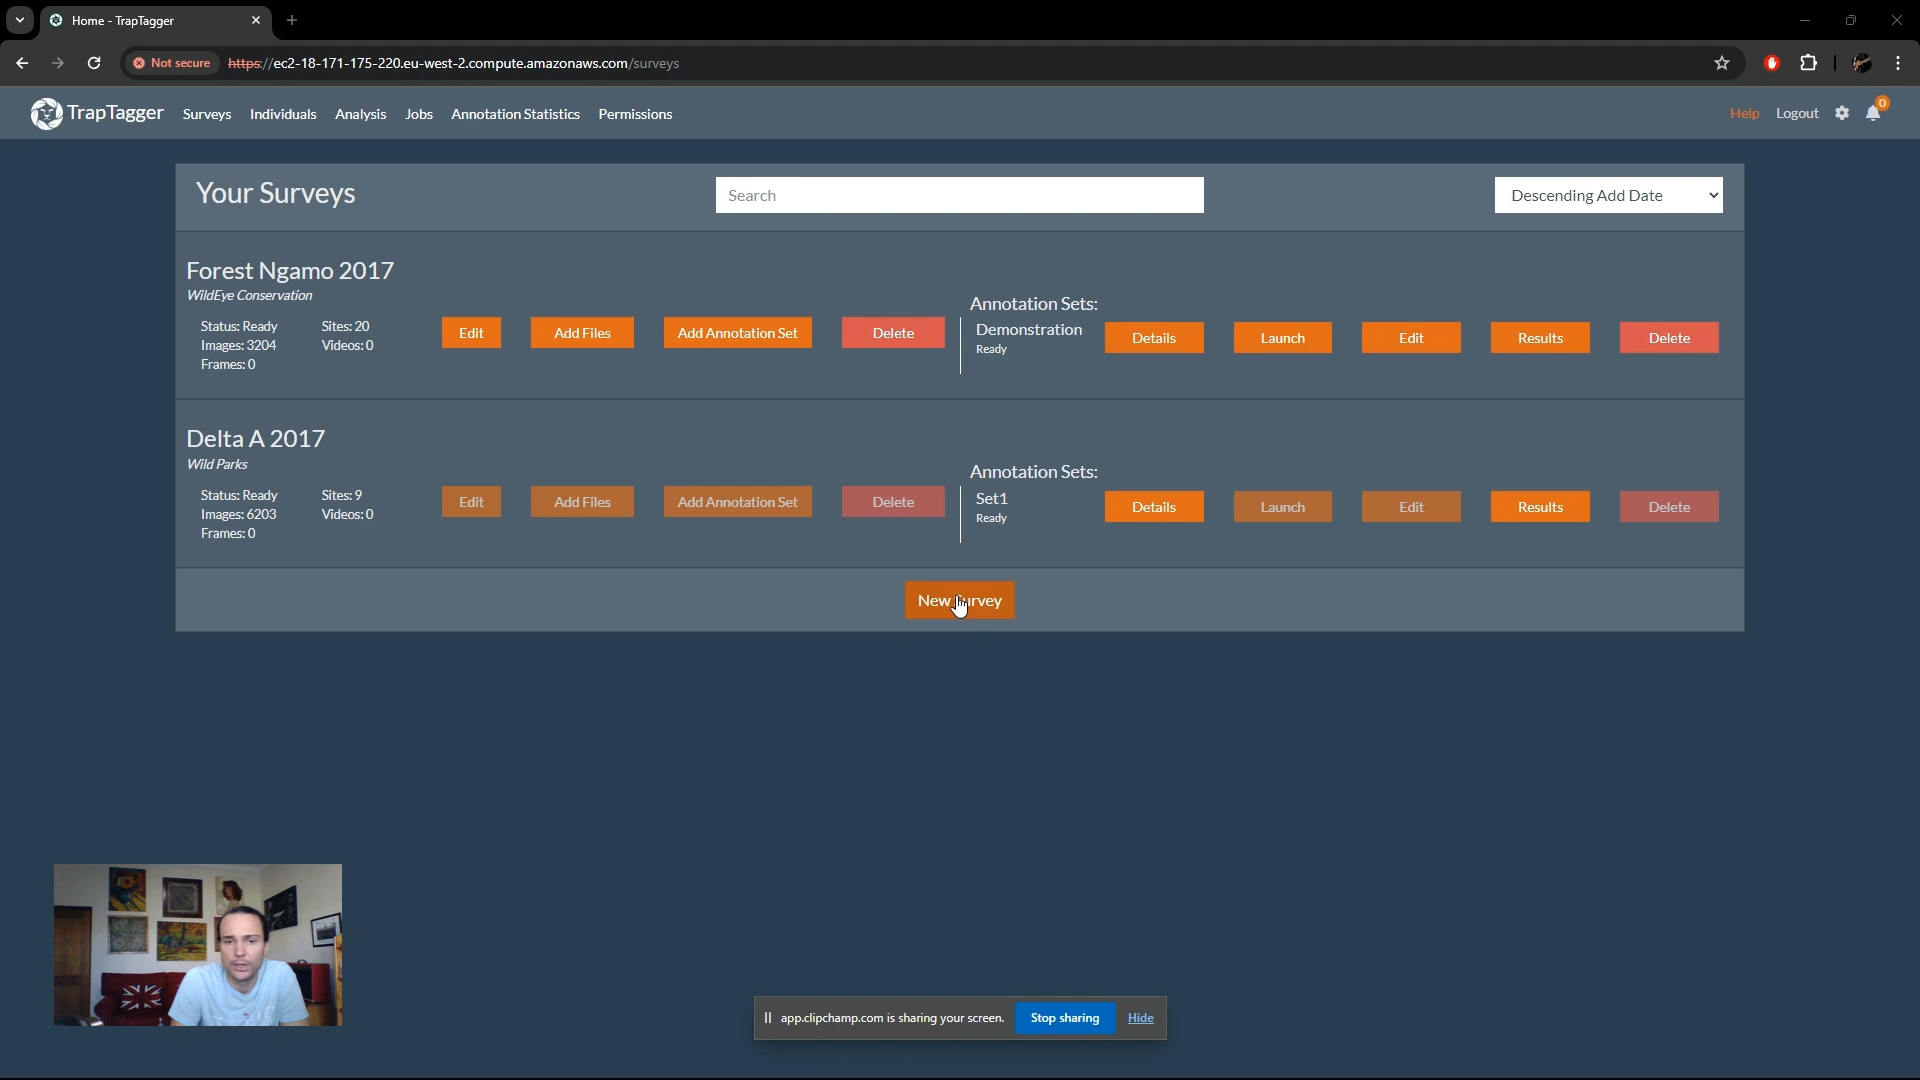 Home - TrapTagger
Not secure
https://ec2-18-171-175-220.eu-west-2.compute.amazonaws.com/surveys
TrapTagger
Surveys
Individuals
Analysis
Jobs
Annotation Statistics
Permissions
Help
Logout
0
Your Surveys
Search
Descending Add Date
Forest Ngamo 2017
WildEye Conservation
Status: Ready
Sites: 20
Images: 3204
Videos: 0
Frames: 0
Edit
Add Files
Add Annotation Set
Delete
Annotation Sets:
Demonstration
Ready
Details
Launch
Edit
Results
Delete
Delta A 2017
Wild Parks
Status: Ready
Sites: 9
Images: 6203
Videos: 0
Frames: 0
Edit
Add Files
Add Annotation Set
Delete
Annotation Sets:
Set1
Ready
Details
Launch
Edit
Results
Delete
New Survey
app.clipchamp.com is sharing your screen.
Stop sharing
Hide